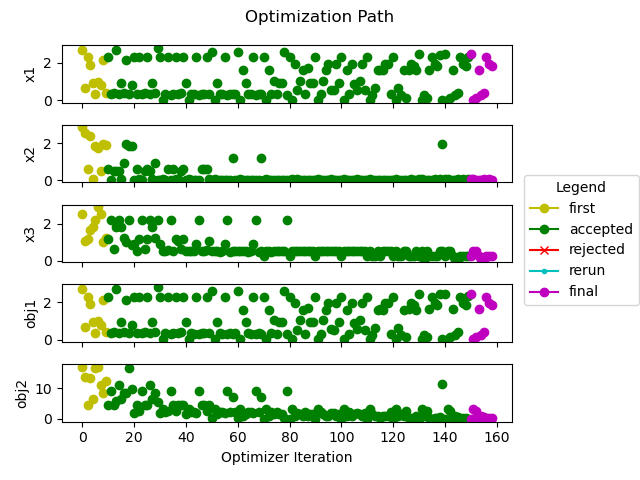 Optimization Path
x1
2
0
x2
2
0
x3
2
0
obj1
2
0
obj2
10
0
0 20 40 60 80 100 120 140 160
Optimizer Iteration
Legend
first
accepted
rejected
rerun
final